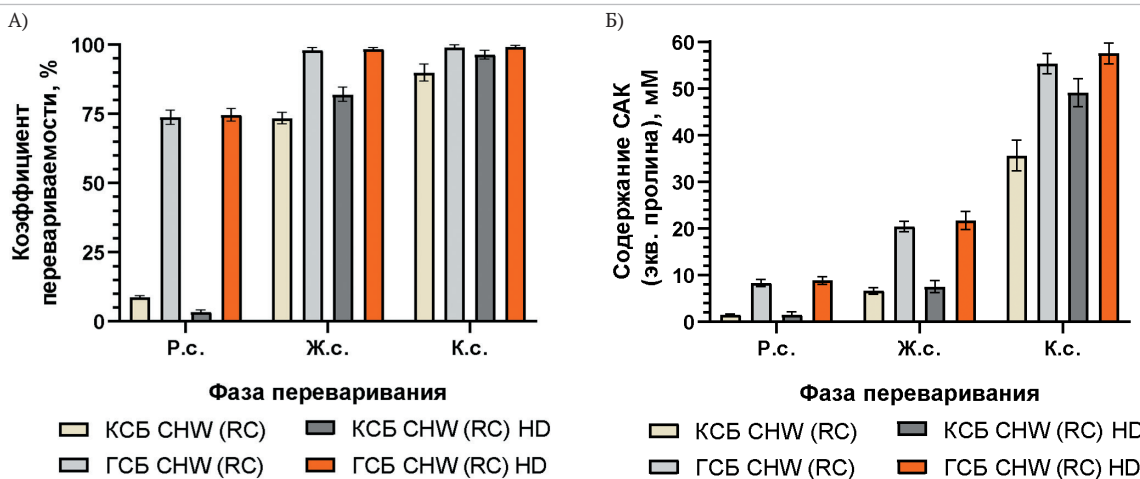 А)
Коэффициент
перевариваемости, %
100
75
50
25
0
Р.с.
Ж.с.
К.с.
Фаза переваривания
КСБ CHW (RC)
КСБ CHW (RC) HD
ГСБ CHW (RC)
ГСБ CHW (RC) HD
Б)
Содержание САК
(экв. пролина), мМ
60
50
40
30
20
10
0
Р.с.
Ж.с.
К.с.
Фаза переваривания
КСБ CHW (RC)
КСБ CHW (RC) HD
ГСБ CHW (RC)
ГСБ CHW (RC) HD